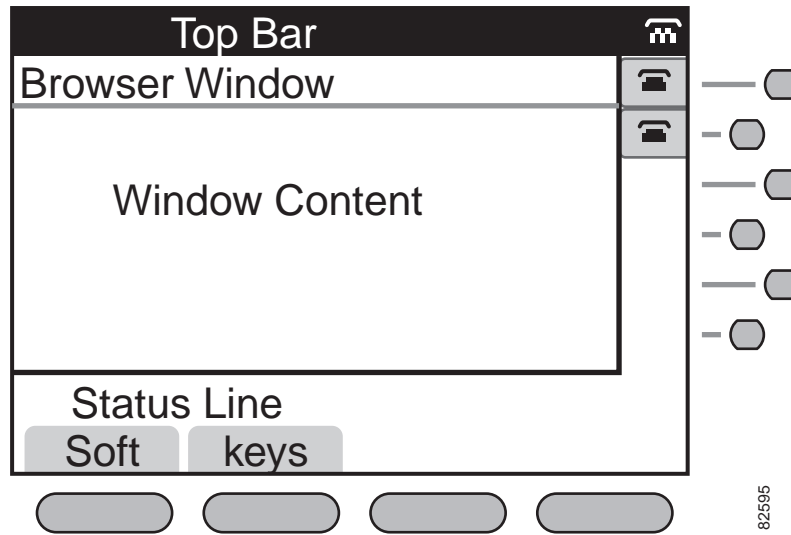 Top Bar
Browser Window
Window Content
Status Line
Soft keys
82595